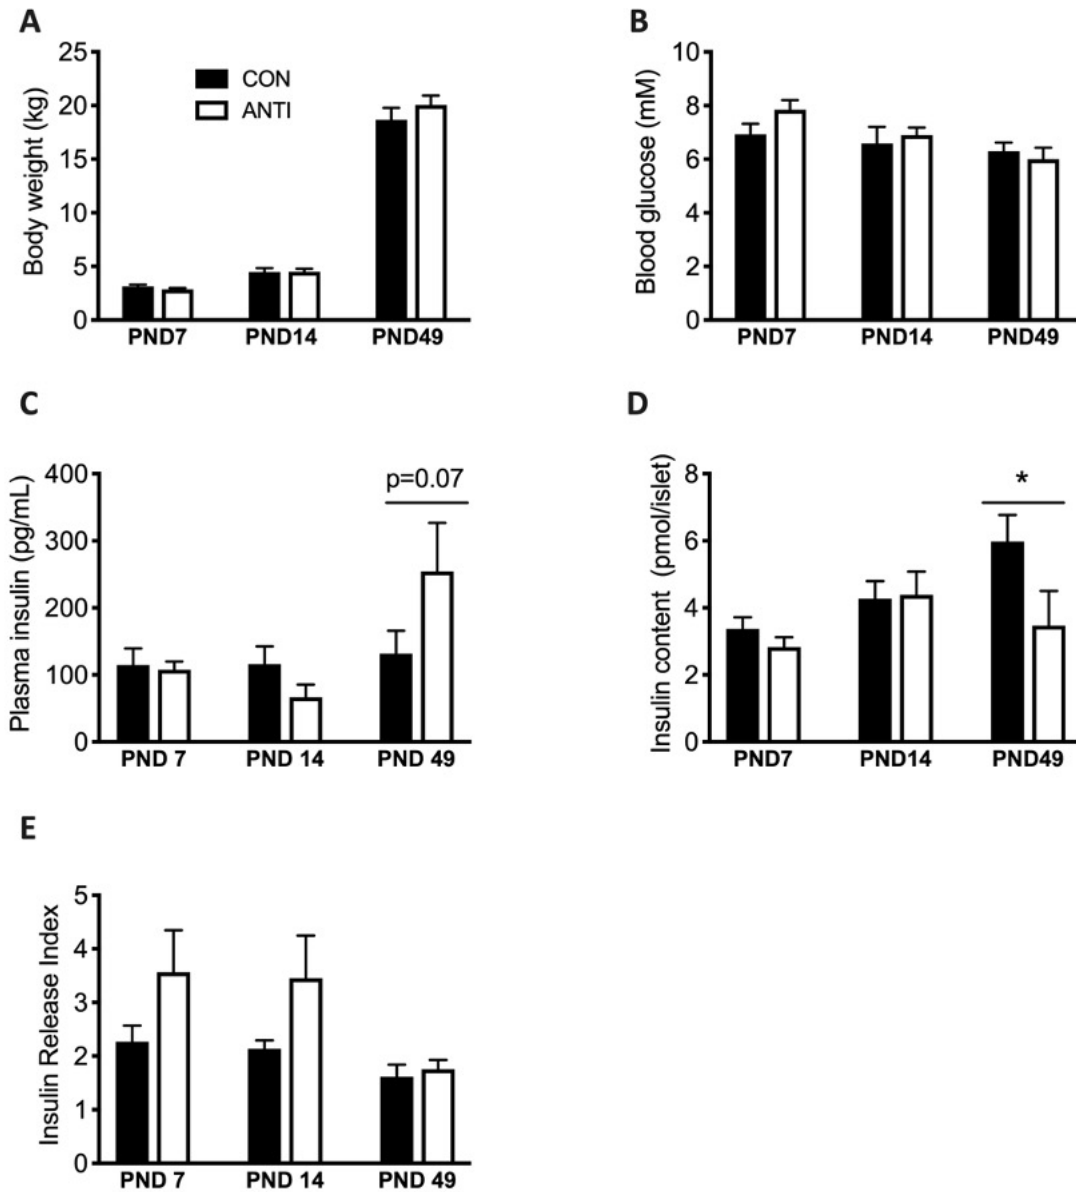 A
Body weight (kg)
25
20
15
10
5
0
CON
ANTI
PND7 PND14 PND49
B
Blood glucose (mM)
10
8
6
4
2
0
PND7 PND14 PND49
C
Plasma insulin (pg/mL)
400
300
200
100
0
p=0.07
PND 7 PND 14 PND 49
D
Insulin content (pmol/islet)
8
6
4
2
0
*
PND7 PND14 PND49
E
Insulin Release Index
5
4
3
2
1
0
PND 7 PND 14 PND 49